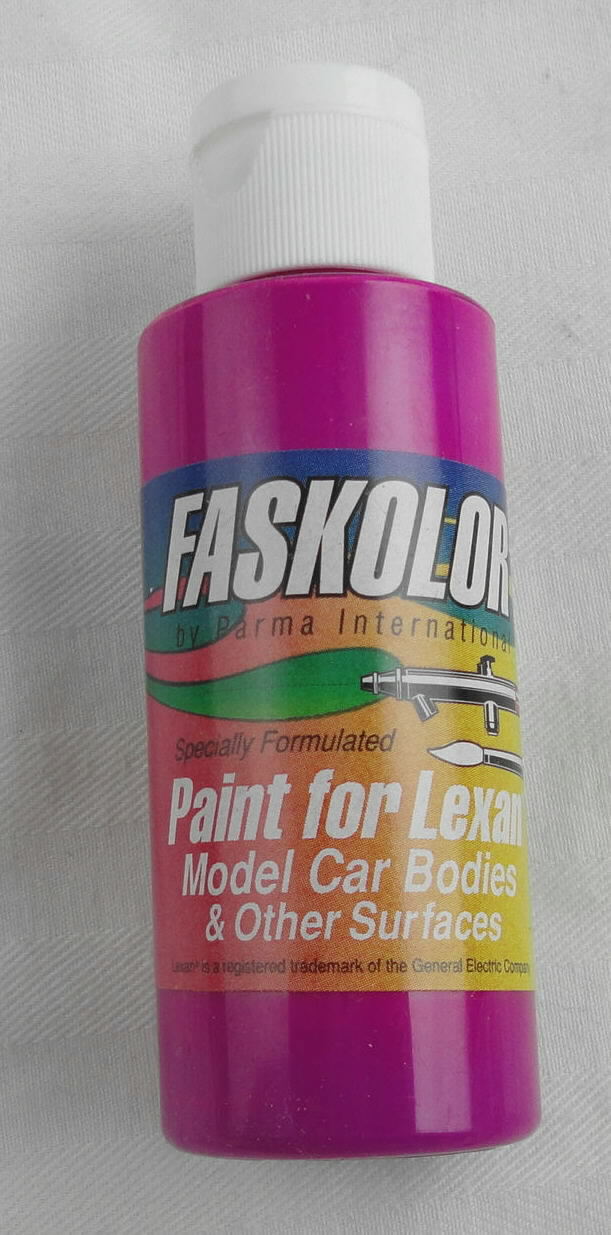 FASKOLOR
by Parma International
Specially Formulated
Paint for Lexan
Model Car Bodies
& Other Surfaces
Lexan® is a registered trademark of the General Electric Company